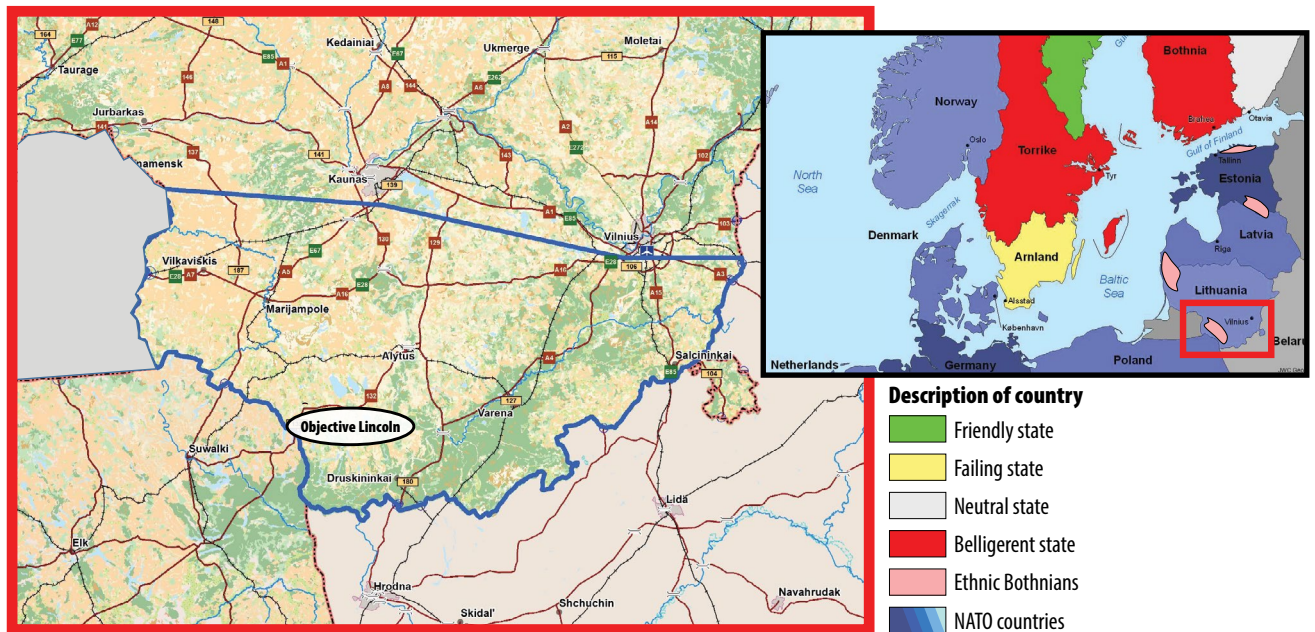 A12
148
164
E77
E67
Kedainiai
Ukmerge
Moletai
Taurage
E85
A1
146
115
A8
144
E262
A6
Jurbarkas
141
A2
A14
137
namensk
E272
102
141
143
Kaunas
139
A1
E85
103
Vilnius
130
129
E67
Vilkaviskis
E28
A7
187
A5
A16
E28
106
A3
A16
E28
A15
Marijampole
Alytus
A4
Salcininkai
E85
104
132
127
Objective Lincoln
Varena
Suwalki
Druskininkai
180
Lida
Elk
Hrodna
Skidal'
Shchuchin
Navahrudak
Bothnia
Norway
Otavia
Oslo
Gulf of Finland
Tallinn
Torrike
Tyr
Estonia
North
Sea
Skagerrak
Denmark
Latvia
Riga
Arnland
Baltic
Sea
Lithuania
Alsstad
Vilnius
København
Belaru
Netherlands
Germany
Poland
Description of country
Friendly state
Failing state
Neutral state
Belligerent state
Ethnic Bothnians
NATO countries